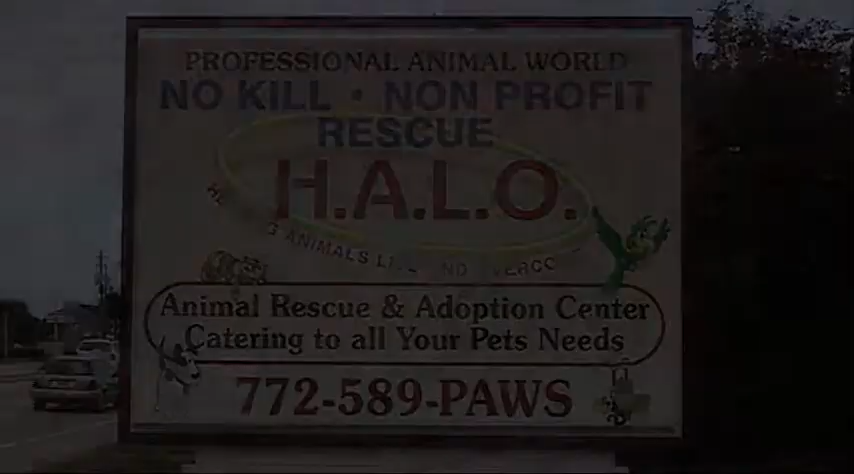 PROFESSIONAL ANIMAL WORLD
NO KILL • NON PROFIT
RESCUE
H.A.L.O.
ANIMALS
Animal Rescue & Adoption Center
Catering to all Your Pets Needs
772-589-PAWS